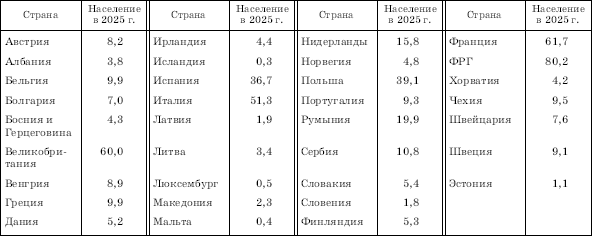 Страна Население в 2025 г. Страна Население в 2025 г. Страна Население в 2025 г. Страна Население в 2025 г.
Австрия 8,2 Ирландия 4,4 Нидерланды 15,8 Франция 61,7
Албания 3,8 Исландия 0,3 Норвегия 4,8 ФРГ 80,2
Бельгия 9,9 Испания 36,7 Польша 39,1 Хорватия 4,2
Болгария 7,0 Италия 51,3 Португалия 9,3 Чехия 9,5
Босния и Герцеговина 4,3 Латвия 1,9 Румыния 19,9 Швейцария 7,6
Великобри-тания 60,0 Литва 3,4 Сербия 10,8 Швеция 9,1
Венгрия 8,9 Люксембург 0,5 Словакия 5,4 Эстония 1,1
Греция 9,9 Македония 2,3 Словения 1,8
Дания 5,2 Мальта 0,4 Финляндия 5,3